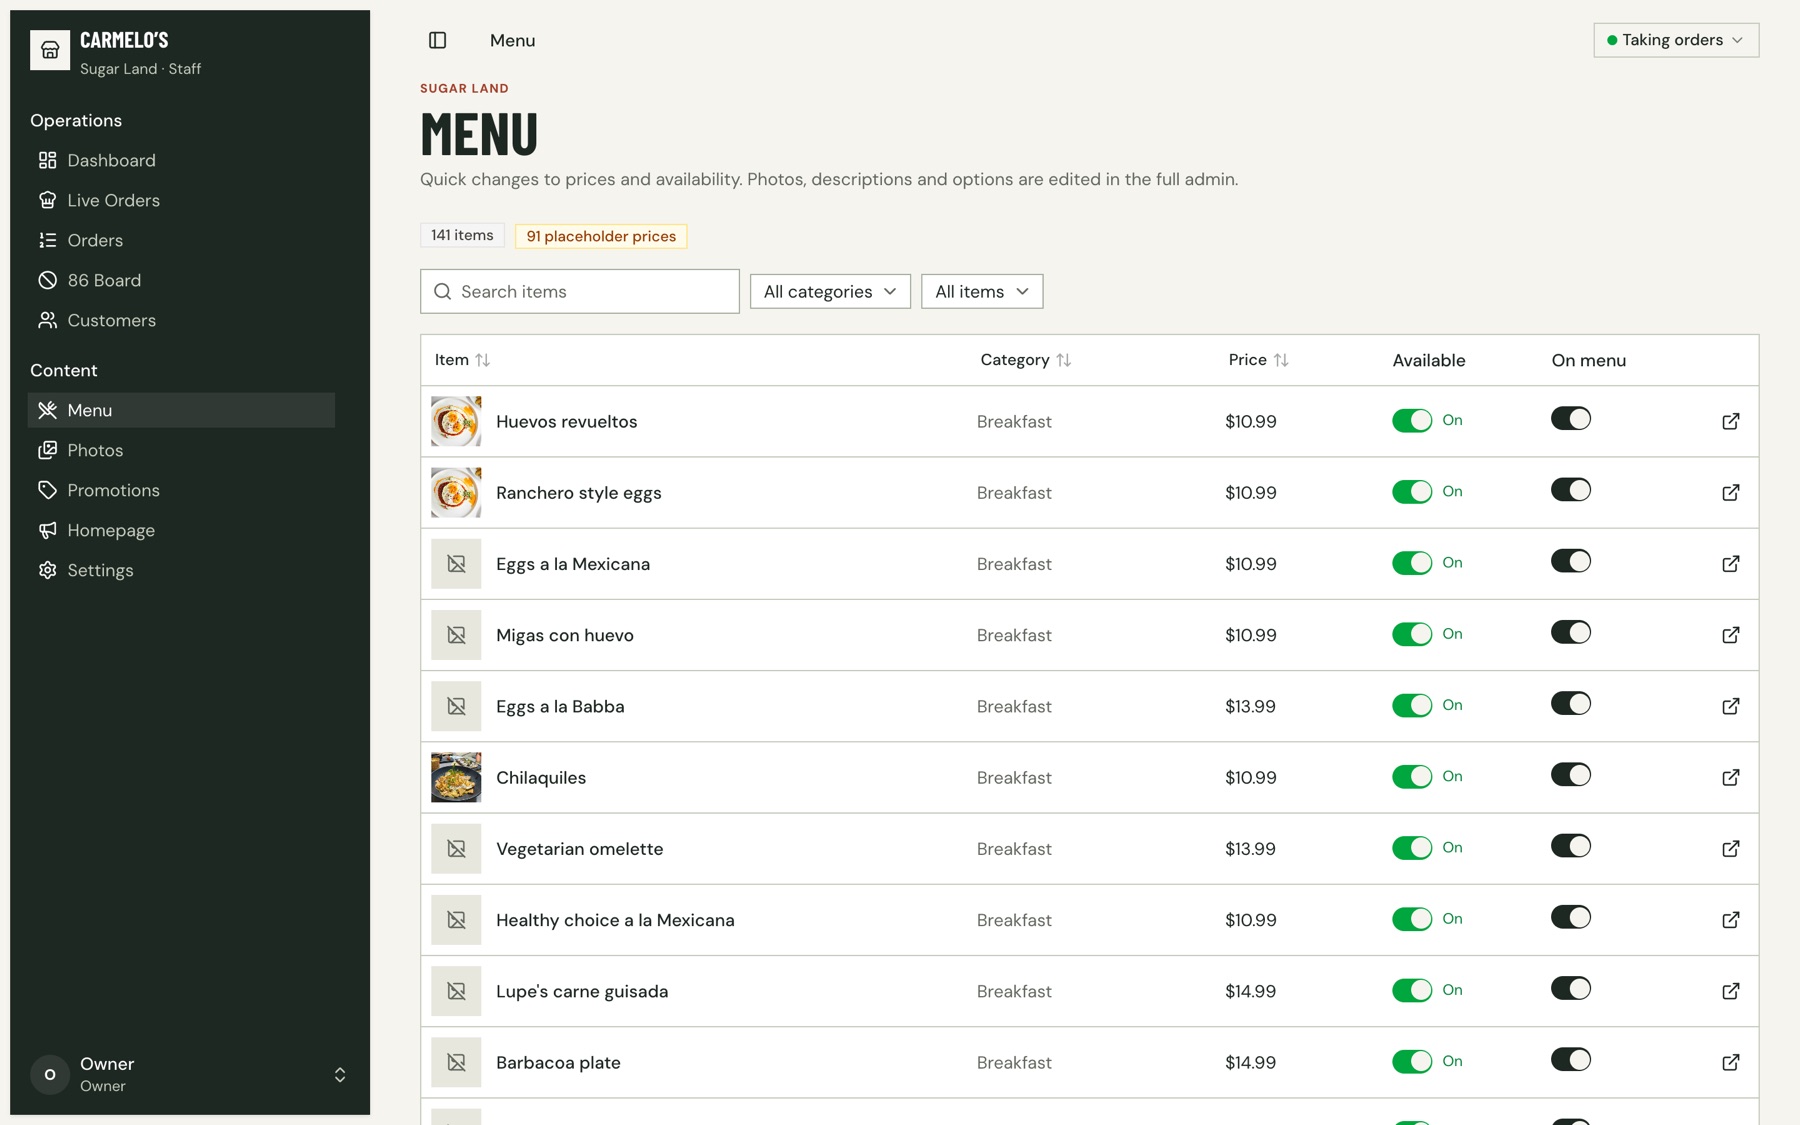 CARMELO'S
Sugar Land · Staff
Operations
Dashboard
Live Orders
Orders
86 Board
Customers
Content
Menu
Photos
Promotions
Homepage
Settings
O
Owner
Owner
Menu
Taking orders
SUGAR LAND
MENU
Quick changes to prices and availability. Photos, descriptions and options are edited in the full admin.
141 items
91 placeholder prices
Search items
All categories
All items
Item Category Price Available On menu
Huevos revueltos Breakfast $10.99 On
Ranchero style eggs Breakfast $10.99 On
Eggs a la Mexicana Breakfast $10.99 On
Migas con huevo Breakfast $10.99 On
Eggs a la Babba Breakfast $13.99 On
Chilaquiles Breakfast $10.99 On
Vegetarian omelette Breakfast $13.99 On
Healthy choice a la Mexicana Breakfast $10.99 On
Lupe's carne guisada Breakfast $14.99 On
Barbacoa plate Breakfast $14.99 On